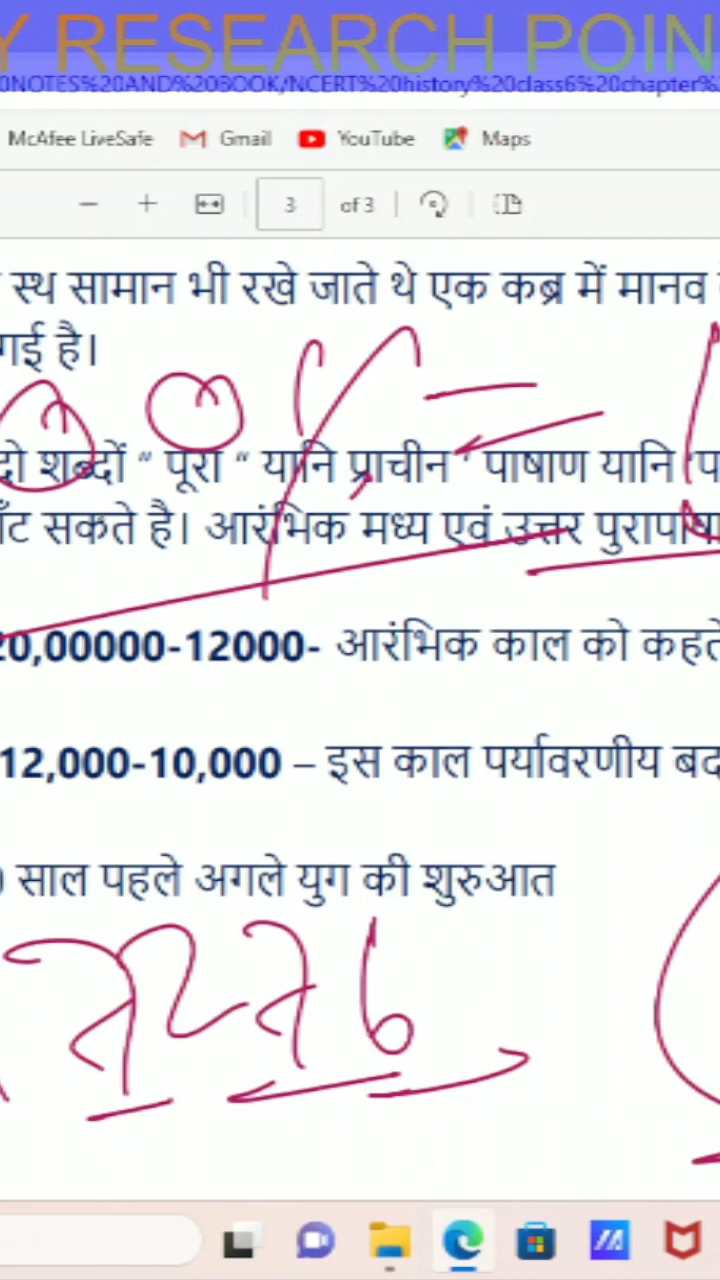 Y RESEARCH POIN
0NOTES%20AND%20BOOK/NCERT%20history%20class6%20chapter%
McAfee LiveSafe Gmail YouTube Maps
3 of 3
स्थ सामान भी रखे जाते थे एक कब्र में मानव
गई है।
दो शब्दों " पूरा " यानि प्राचीन ' पाषाण यानि
ँट सकते है। आरंभिक मध्य एवं उत्तर पुरापाषा
20,00000-12000- आरंभिक काल को कहते
12,000-10,000 – इस काल पर्यावरणीय बद
साल पहले अगले युग की शुरुआत